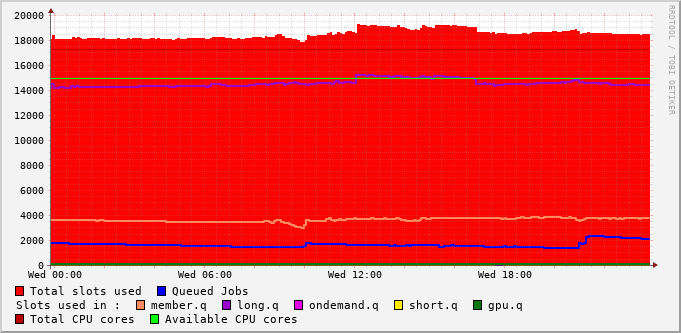 20000
18000
16000
14000
12000
10000
8000
6000
4000
2000
0
Wed 00:00 Wed 06:00 Wed 12:00 Wed 18:00
RRDTOOL / TOBI OETIKER
Total slots used Queued Jobs
Slots used in : member.q long.q ondemand.q short.q gpu.q
Total CPU cores Available CPU cores